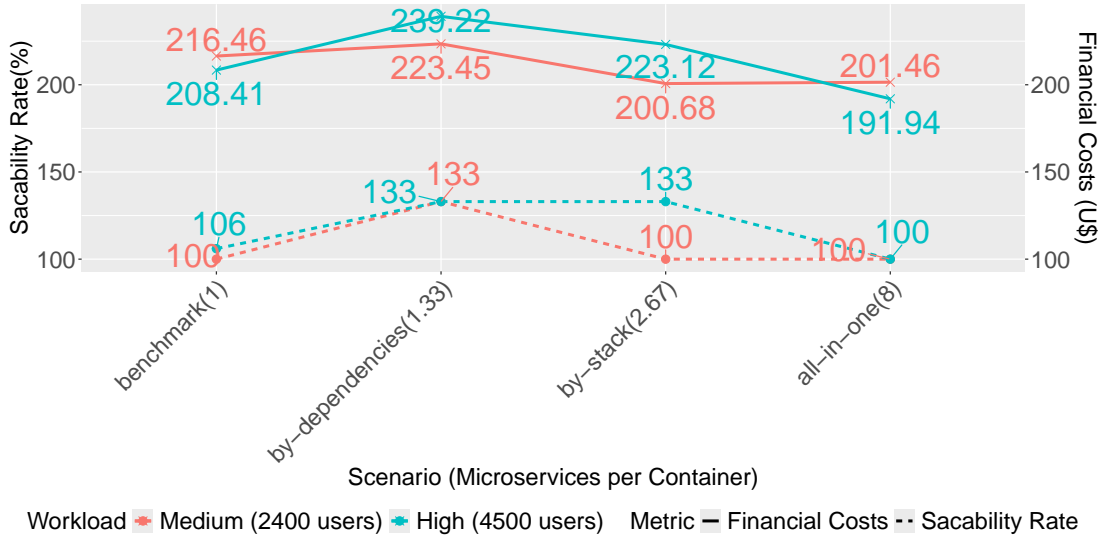 Sacability Rate(%)
200
150
100
216.46
208.41
239.22
223.45
223.12
200.68
201.46
191.94
106
100
133
133
133
100
100
100
200
150
100
Financial Costs (U$)
benchmark(1)
by−dependencies(1.33)
by−stack(2.67)
all−in−one(8)
Scenario (Microservices per Container)
Workload Medium (2400 users) High (4500 users) Metric Financial Costs Sacability Rate